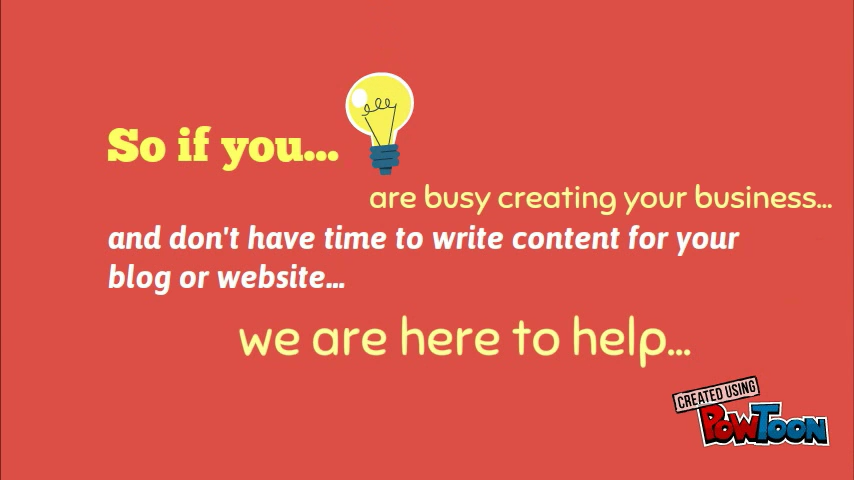 So if you...
are busy creating your business...
and don't have time to write content for your
blog or website...
we are here to help...
CREATED USING
POWTOON